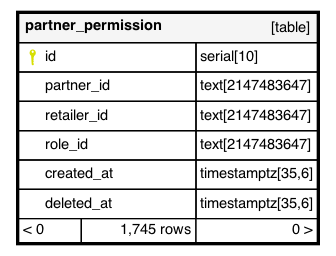 partner_permission [table]
id serial[10]
partner_id text[2147483647]
retailer_id text[2147483647]
role_id text[2147483647]
created_at timestamptz[35,6]
deleted_at timestamptz[35,6]
< 0 1,745 rows 0 >